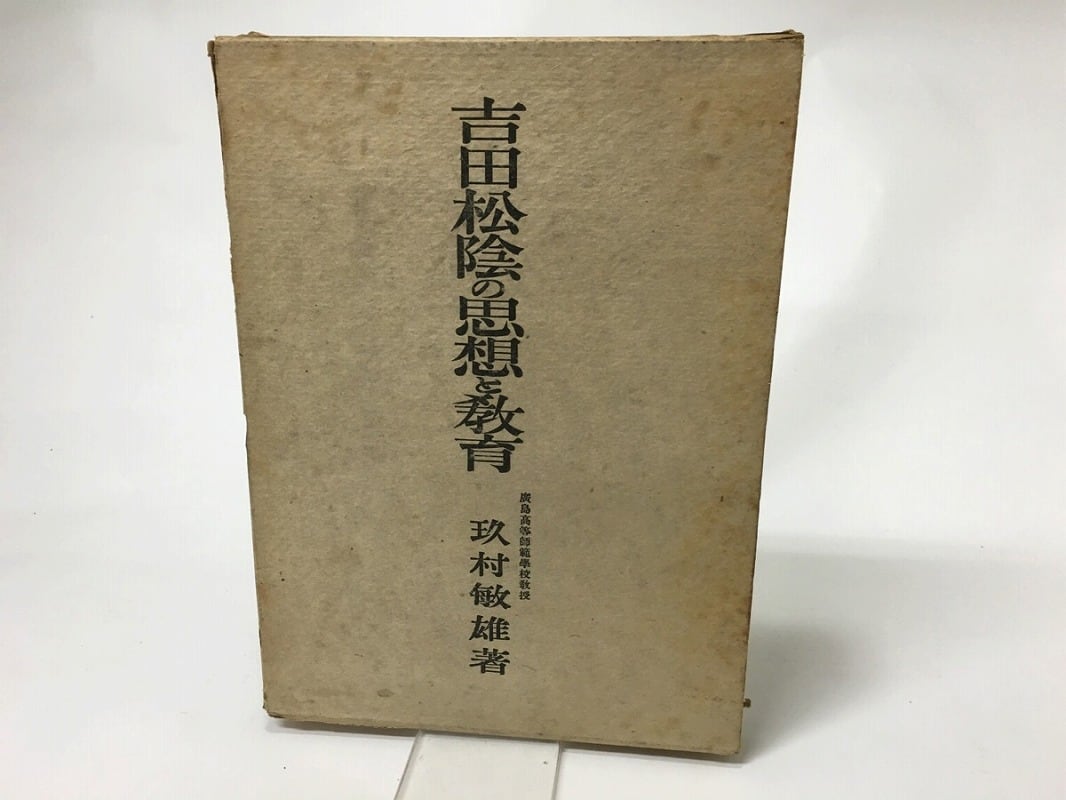 吉田松陰の思想と教育
廣島高等師範學校敎授
玖村敏雄著